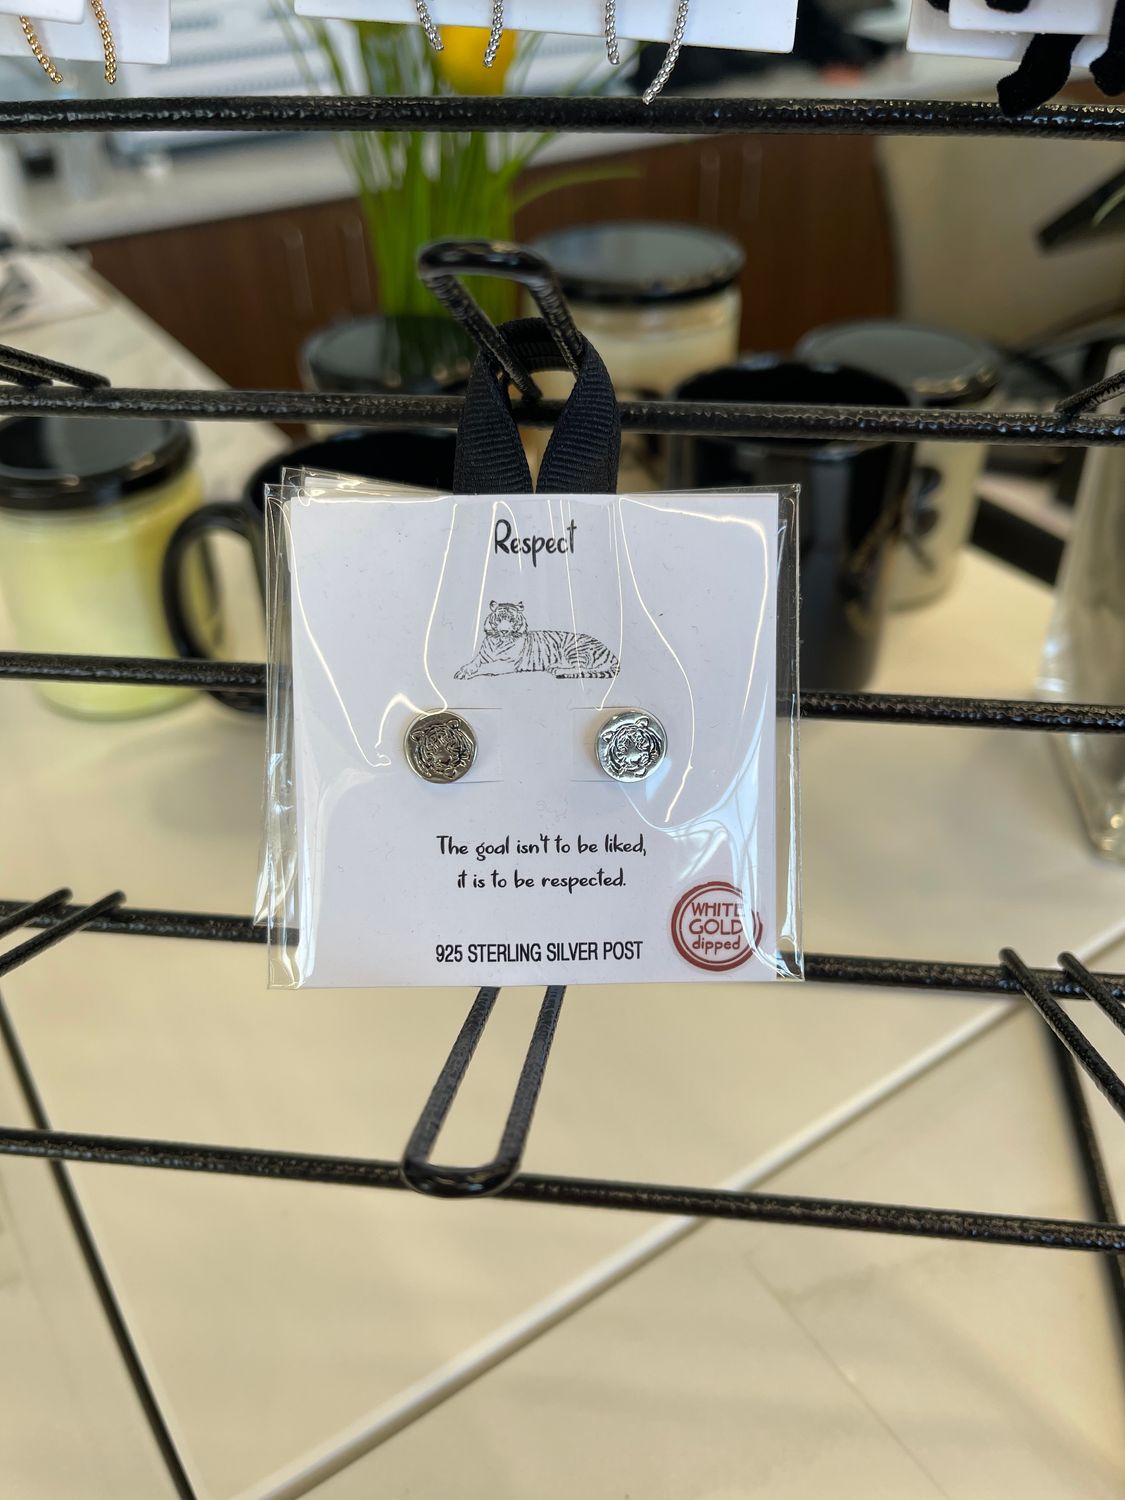 Respect
The goal isn't to be liked,
it is to be respected.
925 STERLING SILVER POST
WHITE
GOLD
dipped